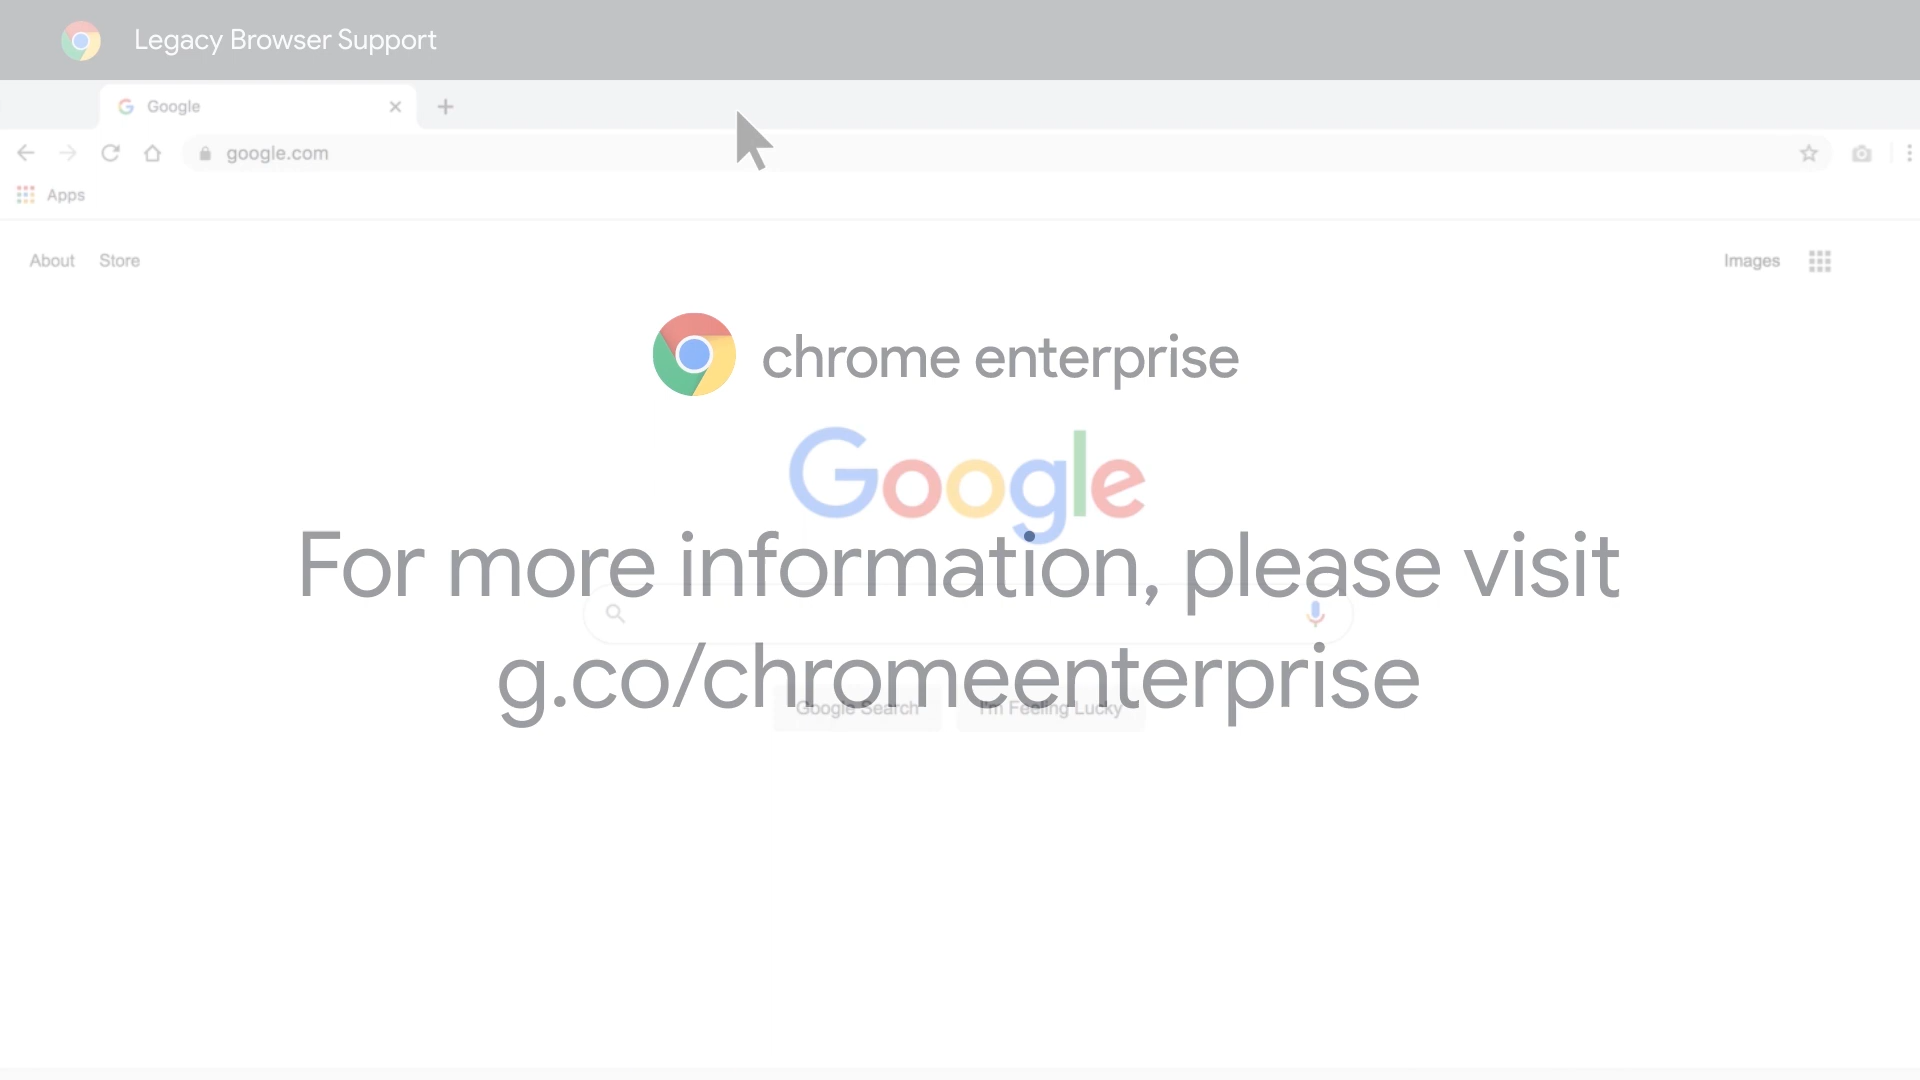 Legacy Browser Support
Google
google.com
Apps
About Store Images
chrome enterprise
Google
For more information, please visit
g.co/chromeenterprise
Google Search I'm Feeling Lucky